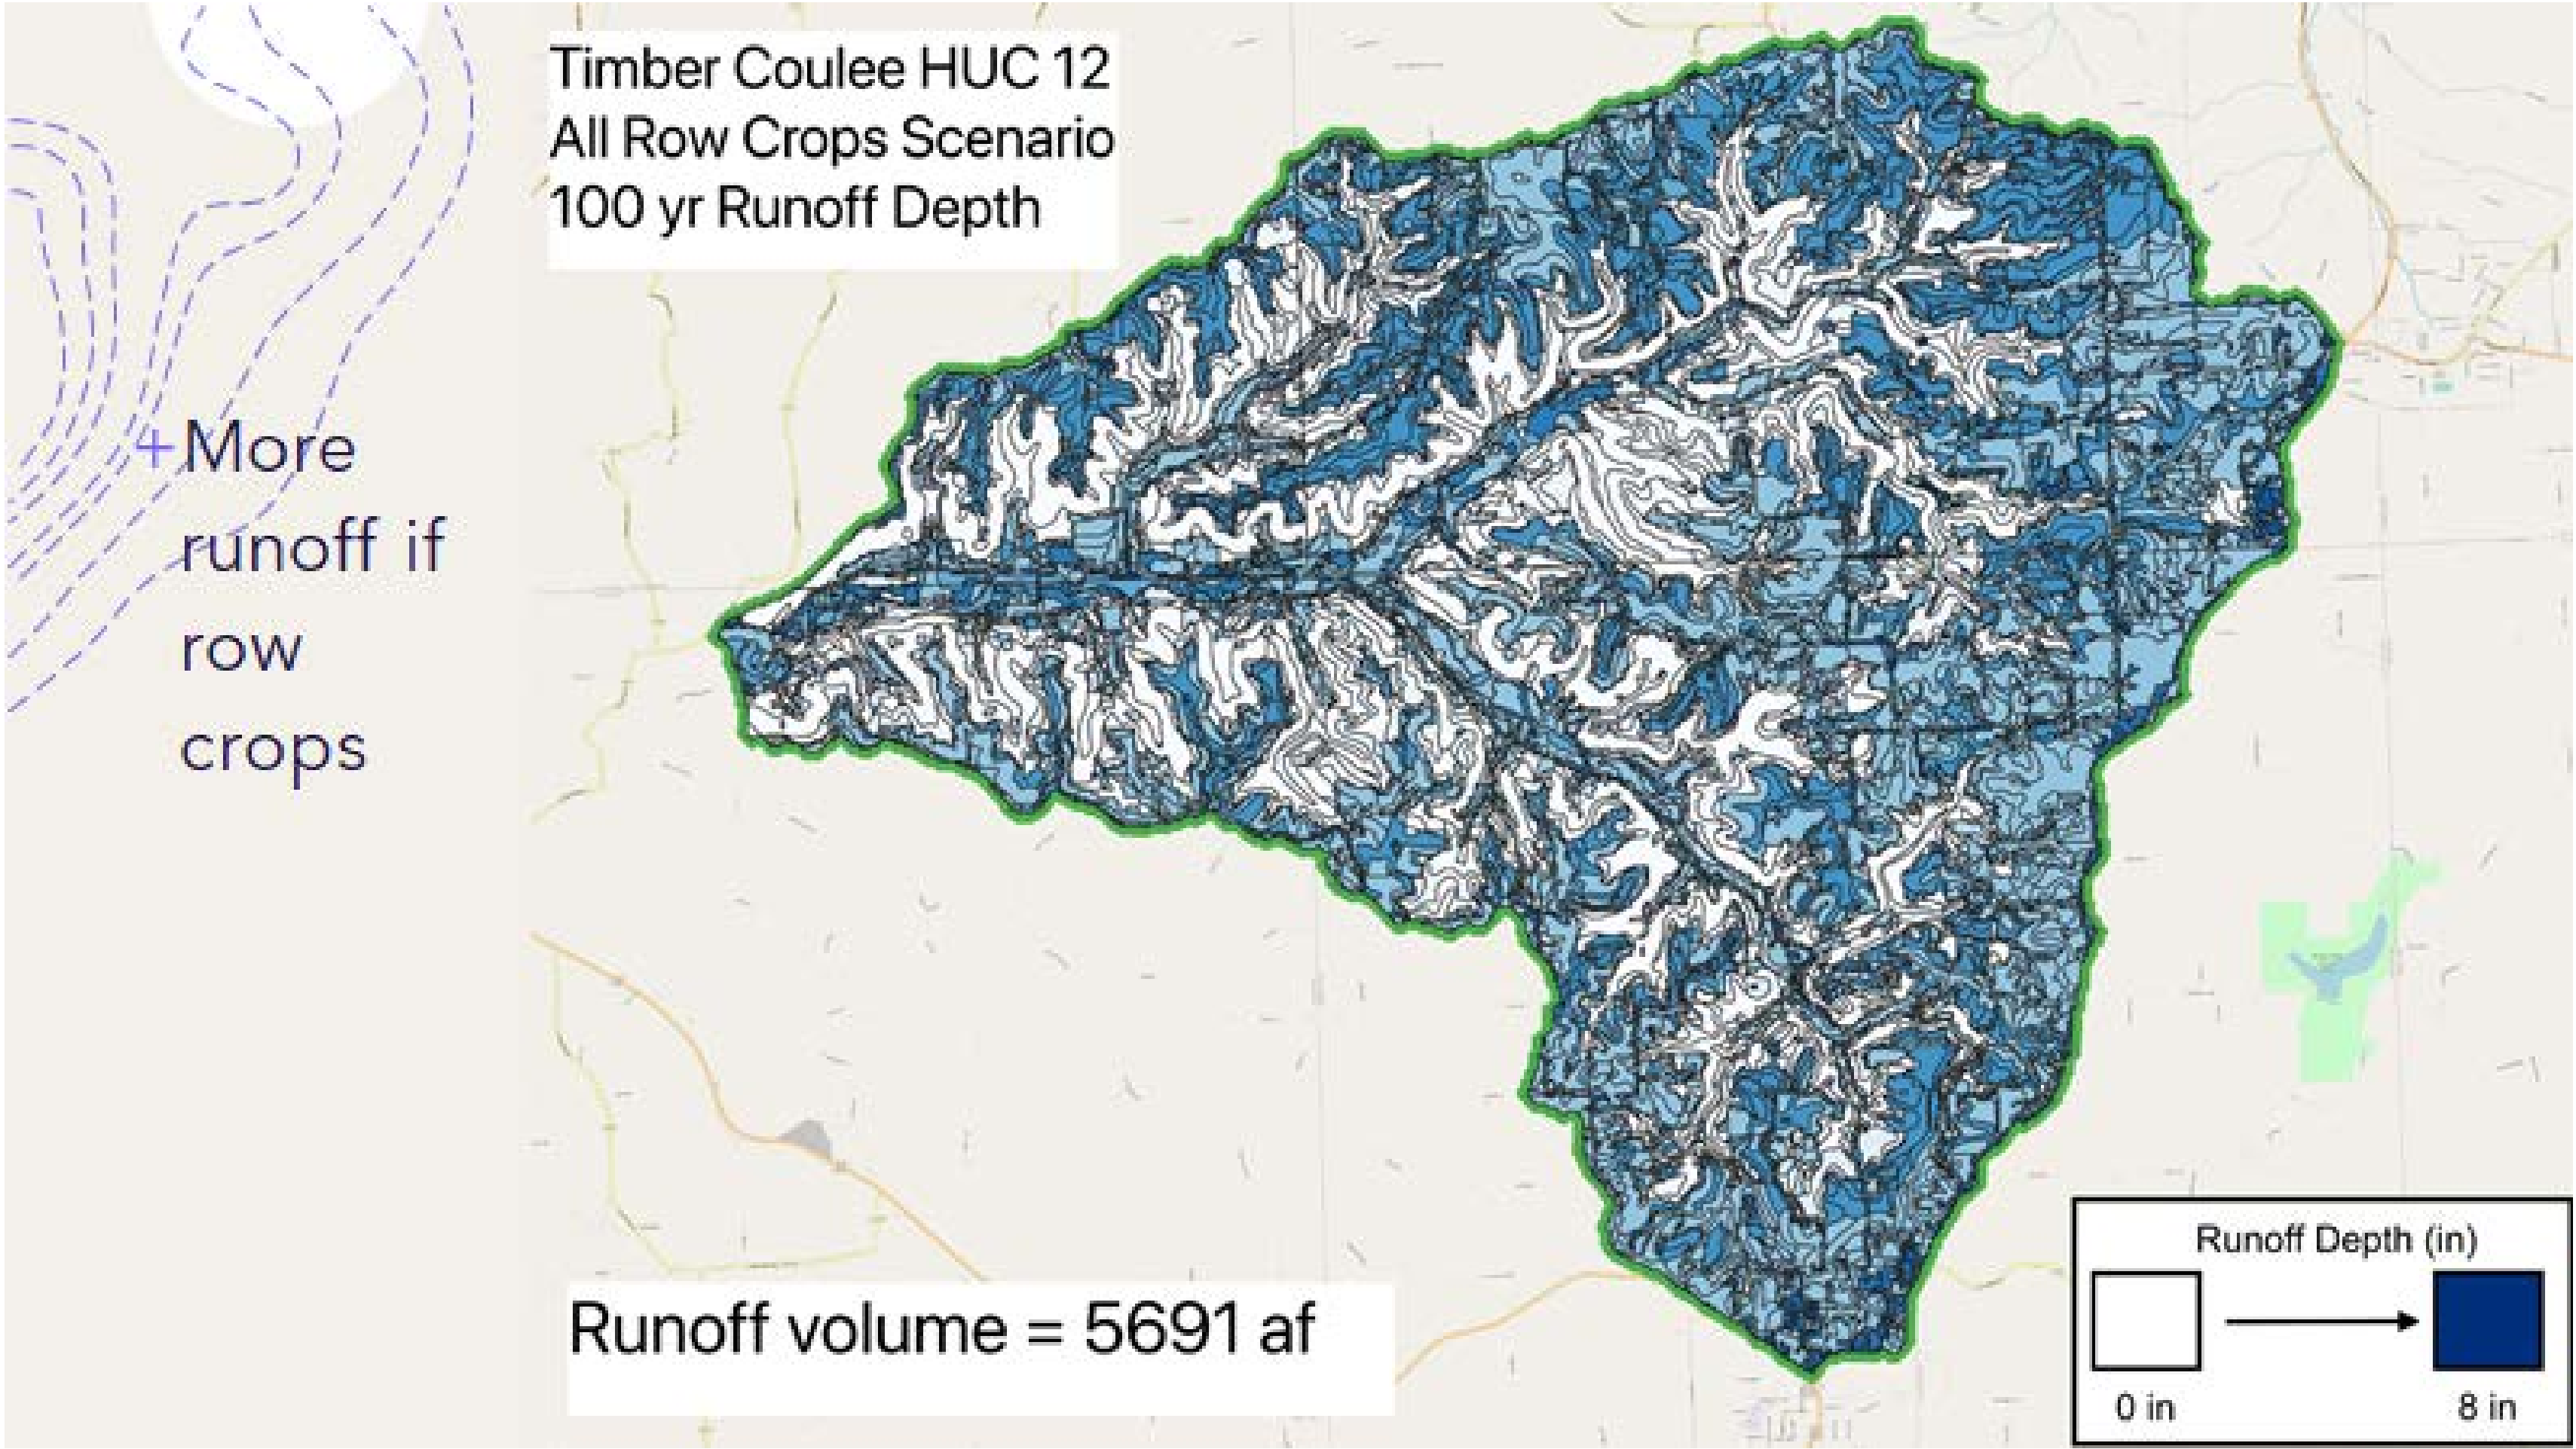 Timber Coulee HUC 12
All Row Crops Scenario
100 yr Runoff Depth
+More
runoff if
row
crops
Runoff volume = 5691 af
Runoff Depth (in)
0 in
8 in